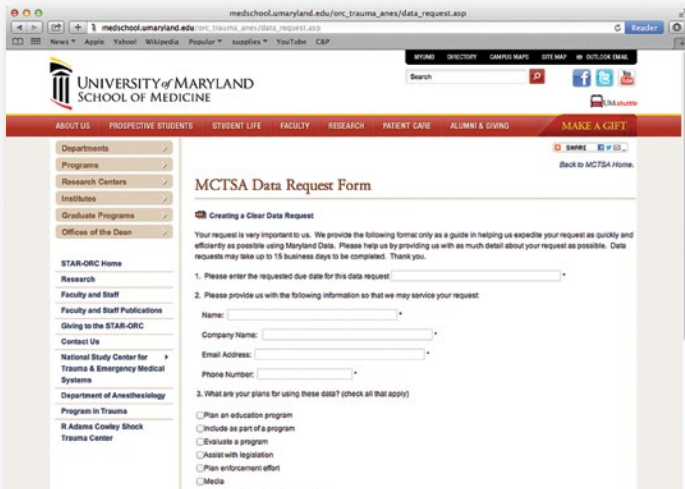 medschool.umaryland.edu/orc_trauma_anes/data_request.asp
medschool.umaryland.edu/orc_trauma_anes/data_request.asp
Reader
News Apple Yahoo! Wikipedia Popular supplies YouTube C&P
MYUMB DIRECTORY CAMPUS MAPS SITE MAP OUTLOOK EMAIL
Search
UNIVERSITY of MARYLAND
SCHOOL OF MEDICINE
UM shuttle
ABOUT US PROSPECTIVE STUDENTS STUDENT LIFE FACULTY RESEARCH PATIENT CARE ALUMNI & GIVING MAKE A GIFT
SHARE
Back to MCTSA Home.
Departments
Programs
Research Centers
Institutes
Graduate Programs
Offices of the Dean
STAR-ORC Home
Research
Faculty and Staff
Faculty and Staff Publications
Giving to the STAR-ORC
Contact Us
National Study Center for
Trauma & Emergency Medical
Systems
Department of Anesthesiology
Program in Trauma
R Adams Cowley Shock
Trauma Center
MCTSA Data Request Form
Creating a Clear Data Request
Your request is very important to us. We provide the following format only as a guide in helping us expedite your request as quickly and
efficiently as possible using Maryland Data. Please help us by providing us with as much detail about your request as possible. Data
requests may take up to 15 business days to be completed. Thank you.
1. Please enter the requested due date for this data request *
2. Please provide us with the following information so that we may service your request:
Name: *
Company Name: *
Email Address: *
Phone Number: *
3. What are your plans for using these data? (check all that apply)
Plan an education program
Include as part of a program
Evaluate a program
Assist with legislation
Plan enforcement effort
Media